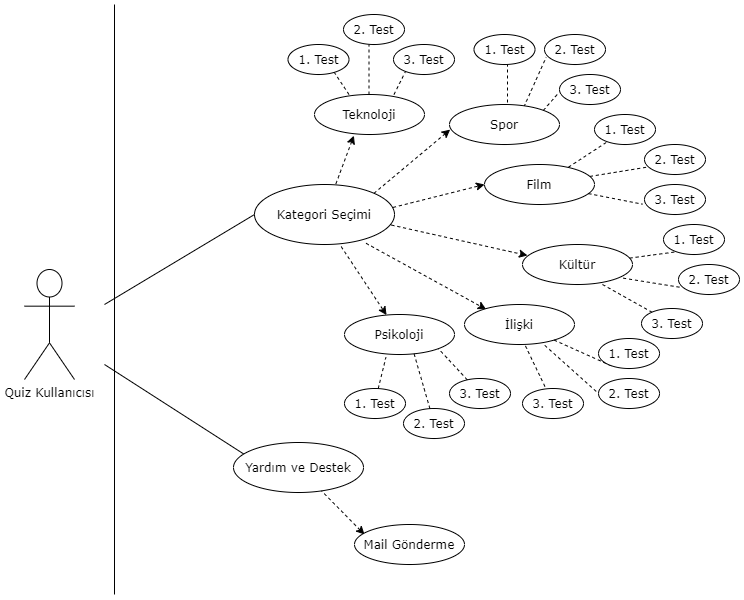 2. Test
1. Test
3. Test
Teknoloji
1. Test
2. Test
3. Test
Spor
1. Test
2. Test
3. Test
Film
Kategori Seçimi
1. Test
2. Test
3. Test
Kültür
İlişki
1. Test
2. Test
3. Test
Psikoloji
1. Test
2. Test
3. Test
Quiz Kullanıcısı
Yardım ve Destek
Mail Gönderme